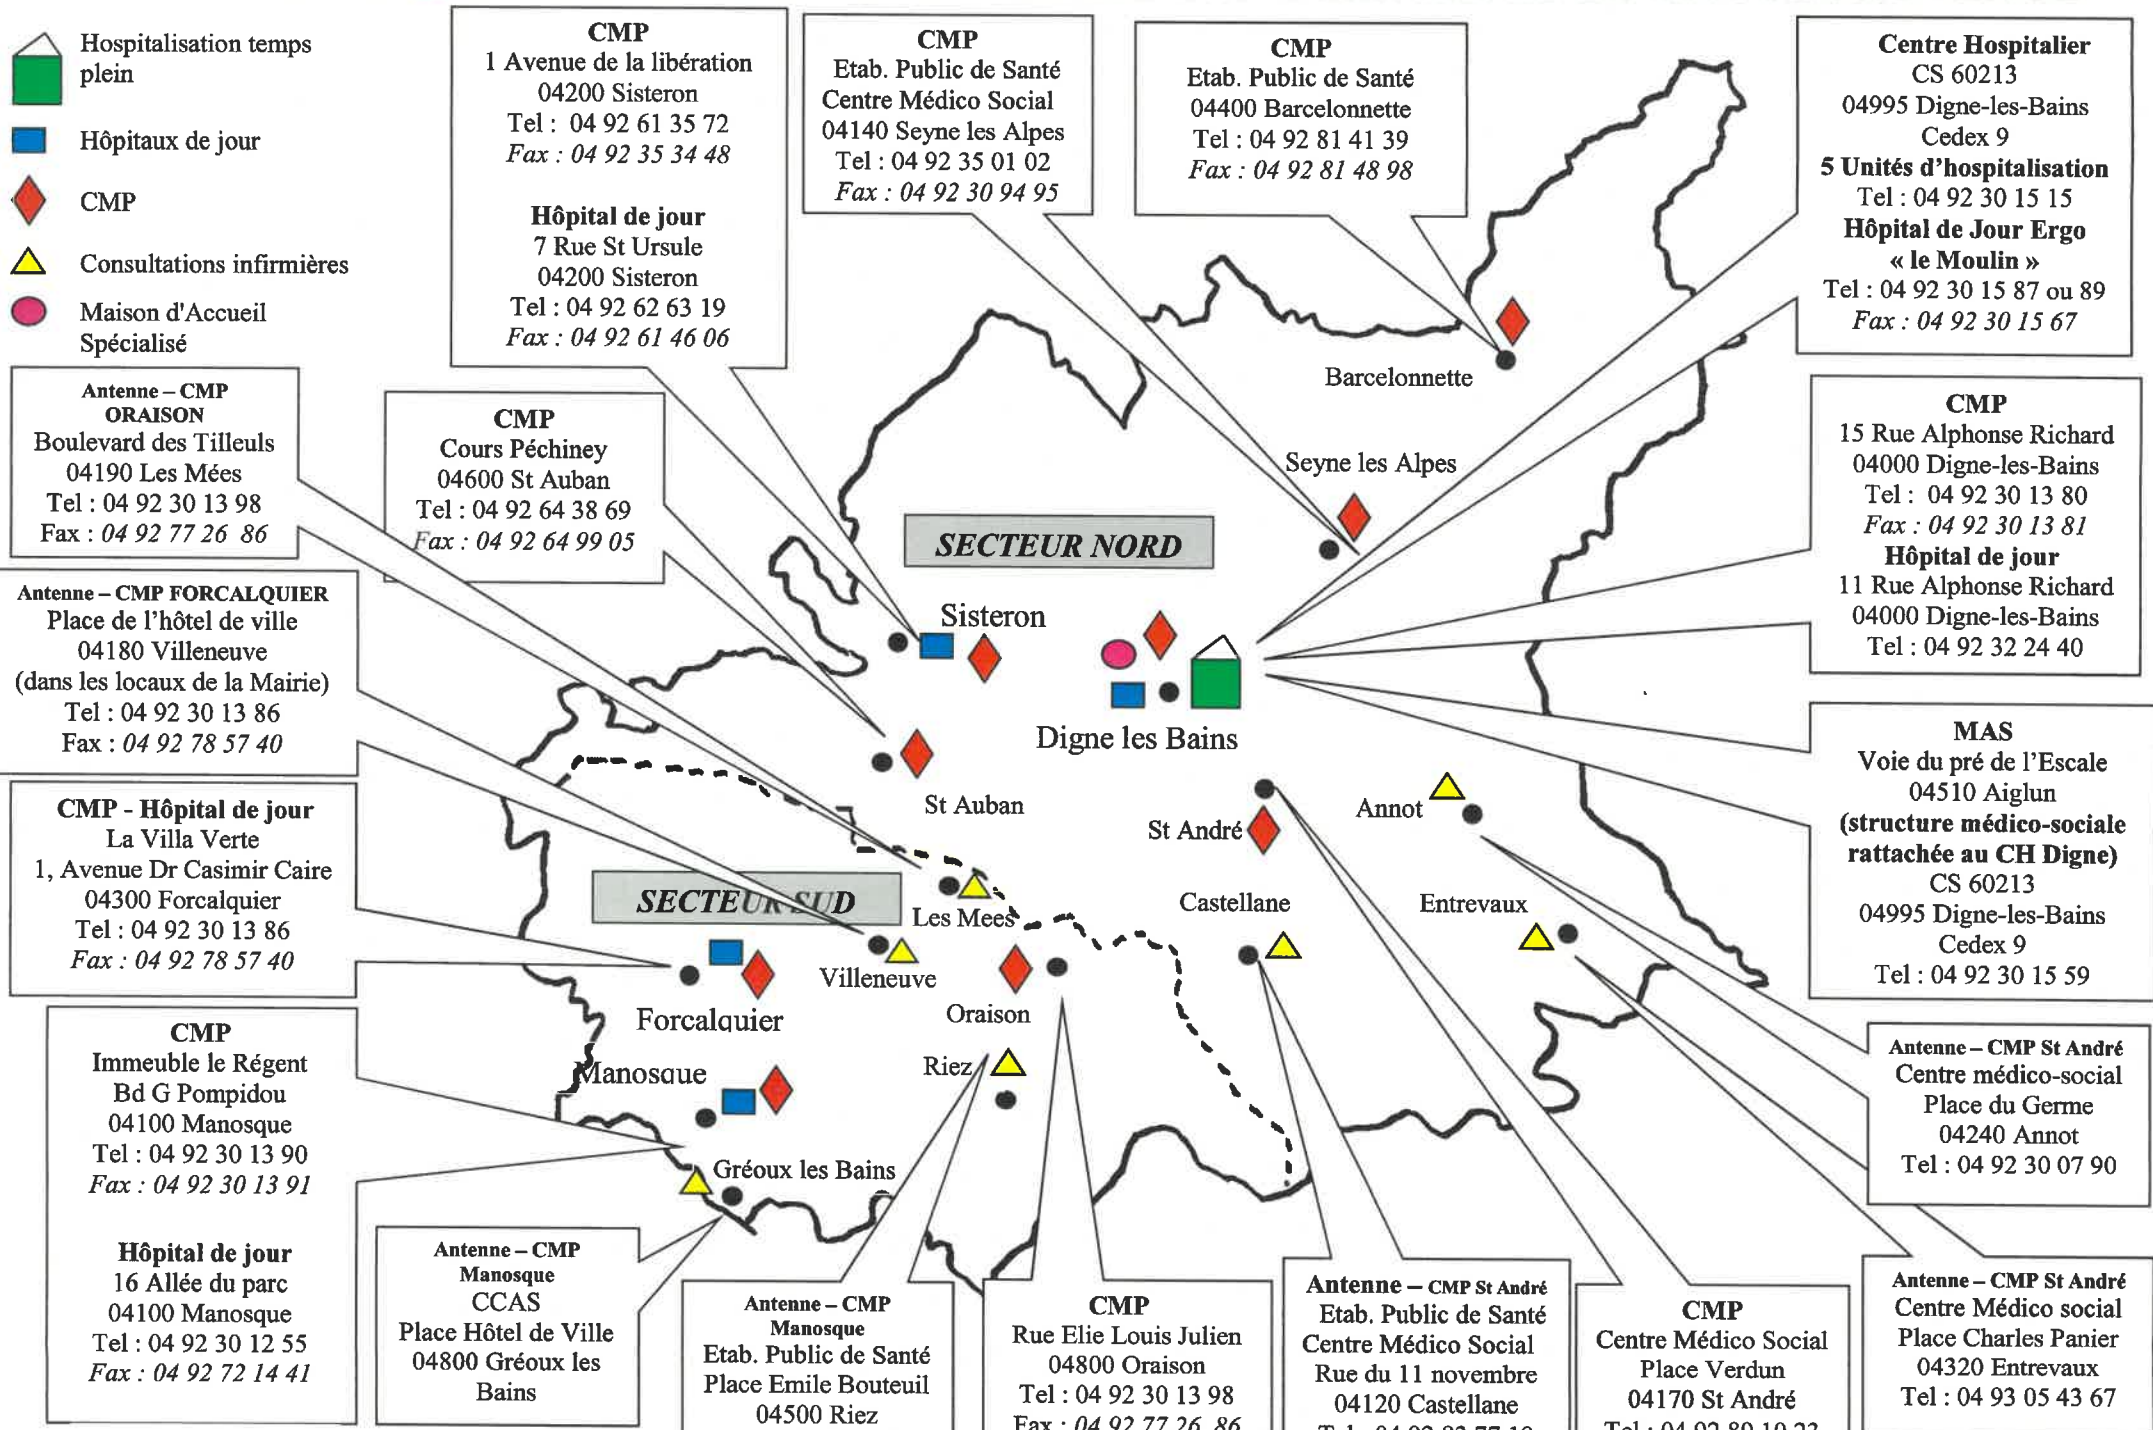 Hospitalisation temps
plein
Hôpitaux de jour
CMP
Consultations infirmières
Maison d'Accueil
Spécialisé
CMP
1 Avenue de la libération
04200 Sisteron
Tel : 04 92 61 35 72
Fax : 04 92 35 34 48
Hôpital de jour
7 Rue St Ursule
04200 Sisteron
Tel : 04 92 62 63 19
Fax : 04 92 61 46 06
CMP
Etab. Public de Santé
Centre Médico Social
04140 Seyne les Alpes
Tel : 04 92 35 01 02
Fax : 04 92 30 94 95
CMP
Etab. Public de Santé
04400 Barcelonnette
Tel : 04 92 81 41 39
Fax : 04 92 81 48 98
Centre Hospitalier
CS 60213
04995 Digne-les-Bains
Cedex 9
5 Unités d'hospitalisation
Tel : 04 92 30 15 15
Hôpital de Jour Ergo
« le Moulin »
Tel : 04 92 30 15 87 ou 89
Fax : 04 92 30 15 67
Antenne – CMP
ORAISON
Boulevard des Tilleuls
04190 Les Mées
Tel : 04 92 30 13 98
Fax : 04 92 77 26 86
CMP
Cours Péchiney
04600 St Auban
Tel : 04 92 64 38 69
Fax : 04 92 64 99 05
CMP
15 Rue Alphonse Richard
04000 Digne-les-Bains
Tel : 04 92 30 13 80
Fax : 04 92 30 13 81
Hôpital de jour
11 Rue Alphonse Richard
04000 Digne-les-Bains
Tel : 04 92 32 24 40
Antenne – CMP FORCALQUIER
Place de l'hôtel de ville
04180 Villeneuve
(dans les locaux de la Mairie)
Tel : 04 92 30 13 86
Fax : 04 92 78 57 40
MAS
Voie du pré de l'Escale
04510 Aiglun
(structure médico-sociale
rattachée au CH Digne)
CS 60213
04995 Digne-les-Bains
Cedex 9
Tel : 04 92 30 15 59
CMP - Hôpital de jour
La Villa Verte
1, Avenue Dr Casimir Caire
04300 Forcalquier
Tel : 04 92 30 13 86
Fax : 04 92 78 57 40
Barcelonnette
Seyne les Alpes
SECTEUR NORD
Sisteron
Digne les Bains
St Auban
St André
Annot
SECTEUR SUD
Les Mees
Castellane
Entrevaux
Villeneuve
Forcalquier
Oraison
Riez
Manosque
Gréoux les Bains
CMP
Immeuble le Régent
Bd G Pompidou
04100 Manosque
Tel : 04 92 30 13 90
Fax : 04 92 30 13 91
Hôpital de jour
16 Allée du parc
04100 Manosque
Tel : 04 92 30 12 55
Fax : 04 92 72 14 41
Antenne – CMP
Manosque
CCAS
Place Hôtel de Ville
04800 Gréoux les
Bains
Antenne – CMP
Manosque
Etab. Public de Santé
Place Emile Bouteuil
04500 Riez
CMP
Rue Elie Louis Julien
04800 Oraison
Tel : 04 92 30 13 98
Fax : 04 92 77 26 86
Antenne – CMP St André
Etab. Public de Santé
Centre Médico Social
Rue du 11 novembre
04120 Castellane
CMP
Centre Médico Social
Place Verdun
04170 St André
Antenne – CMP St André
Centre médico-social
Place du Germe
04240 Annot
Tel : 04 92 30 07 90
Antenne – CMP St André
Centre Médico social
Place Charles Panier
04320 Entrevaux
Tel : 04 93 05 43 67